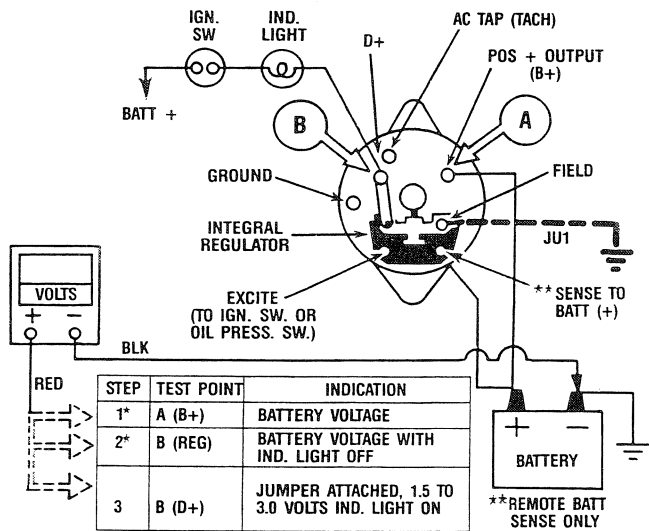 IGN.
SW
IND.
LIGHT
D+
AC TAP (TACH)
POS + OUTPUT
(B+)
BATT +
B
A
GROUND
FIELD
INTEGRAL
REGULATOR
JU1
EXCITE
(TO IGN. SW. OR
OIL PRESS. SW.)
**SENSE TO
BATT (+)
VOLTS
+ −
BLK
RED
STEP TEST POINT INDICATION
1* A (B+) BATTERY VOLTAGE
2* B (REG) BATTERY VOLTAGE WITH
IND. LIGHT OFF
3 B (D+) JUMPER ATTACHED, 1.5 TO
3.0 VOLTS IND. LIGHT ON
+ −
BATTERY
**REMOTE BATT
SENSE ONLY